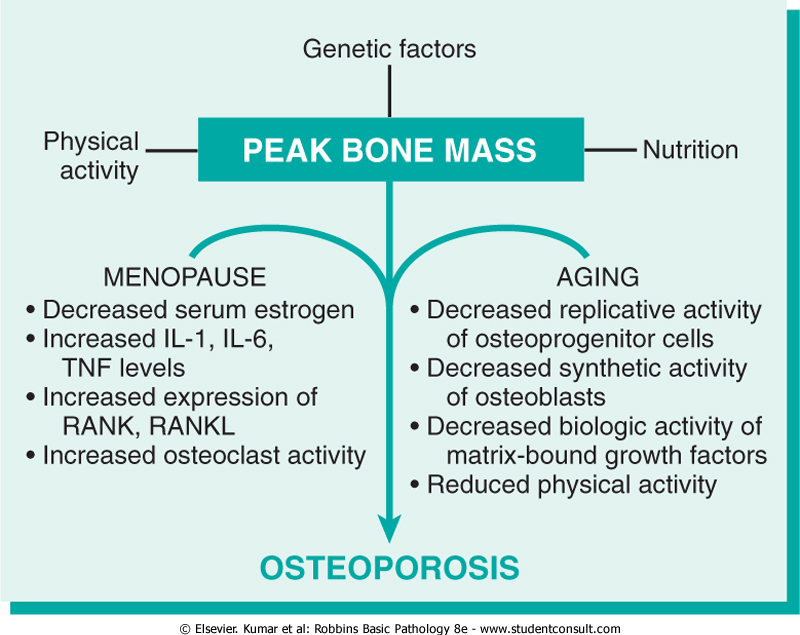 Genetic factors
Physical
activity
PEAK BONE MASS
Nutrition
MENOPAUSE
• Decreased serum estrogen
• Increased IL-1, IL-6,
TNF levels
• Increased expression of
RANK, RANKL
• Increased osteoclast activity
AGING
• Decreased replicative activity
of osteoprogenitor cells
• Decreased synthetic activity
of osteoblasts
• Decreased biologic activity of
matrix-bound growth factors
• Reduced physical activity
OSTEOPOROSIS
© Elsevier. Kumar et al: Robbins Basic Pathology 8e - www.studentconsult.com